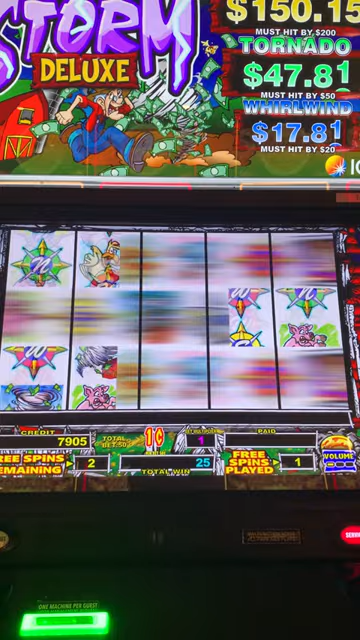 $150.15
STORM
MUST HIT BY $200
TORNADO
DELUXE
$47.81
MUST HIT BY $50
WHIRLWIND
$17.81
MUST HIT BY $20
CREDIT
7905
TOTAL BET
50
1¢
1
PAID
FREE SPINS REMAINING
2
25
TOTAL WIN
FREE SPINS PLAYED
1
VOLUME
ONE MACHINE PER GUEST